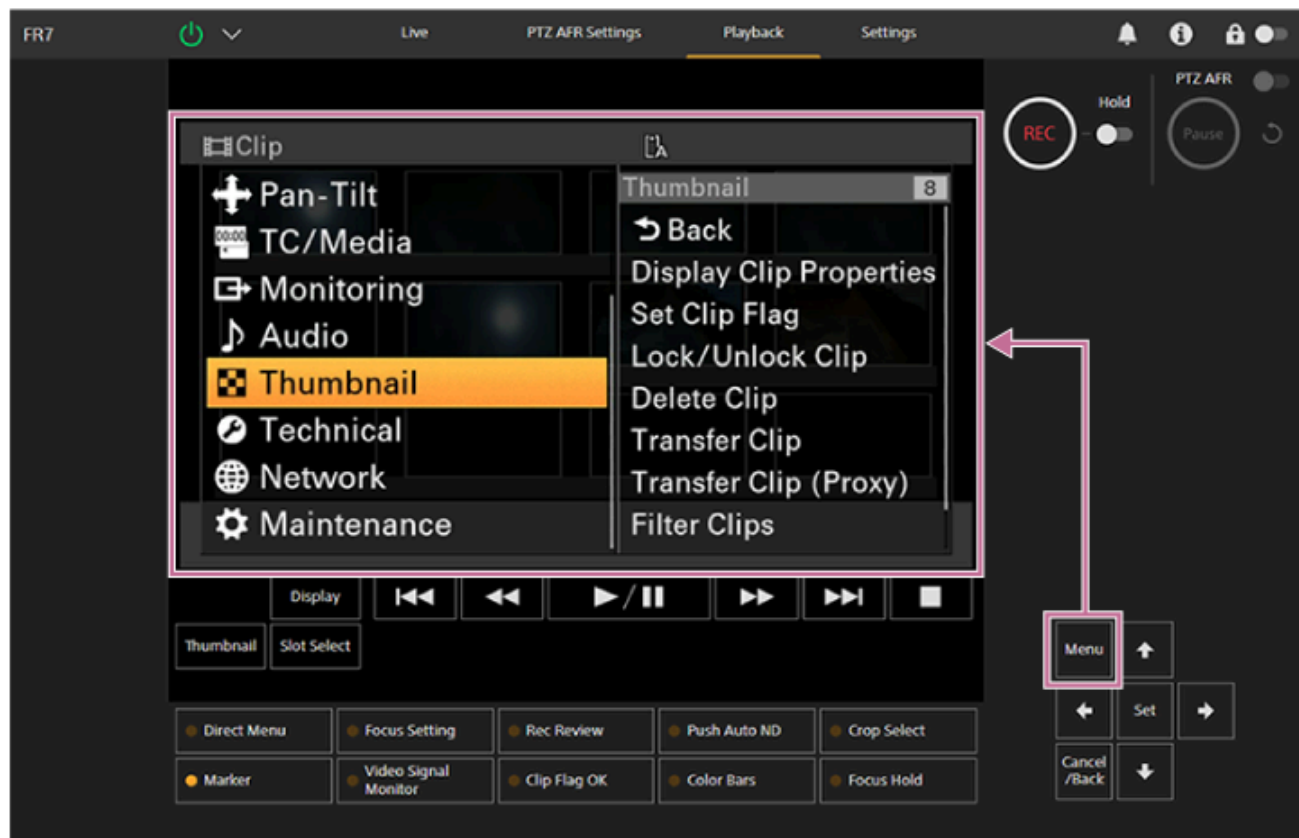 FR7
Live
PTZ AFR Settings
Playback
Settings
PTZ AFR
Hold
REC
Pause
Clip
A
Pan-Tilt
TC/Media
Monitoring
Audio
Thumbnail
Technical
Network
Maintenance
Thumbnail 8
Back
Display Clip Properties
Set Clip Flag
Lock/Unlock Clip
Delete Clip
Transfer Clip
Transfer Clip (Proxy)
Filter Clips
Display
Thumbnail
Slot Select
Menu
Set
Cancel
/Back
Direct Menu
Focus Setting
Rec Review
Push Auto ND
Crop Select
Marker
Video Signal
Monitor
Clip Flag OK
Color Bars
Focus Hold